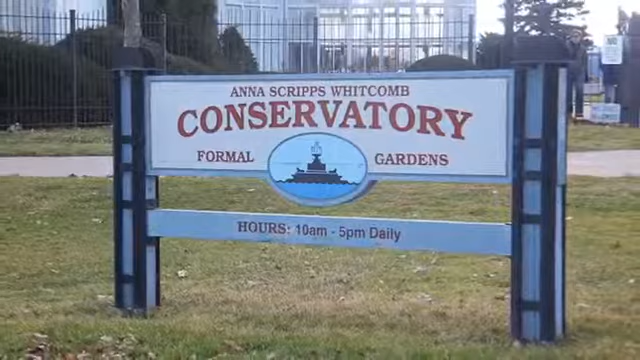 ANNA SCRIPPS WHITCOMB
CONSERVATORY
FORMAL GARDENS
HOURS: 10am - 5pm Daily